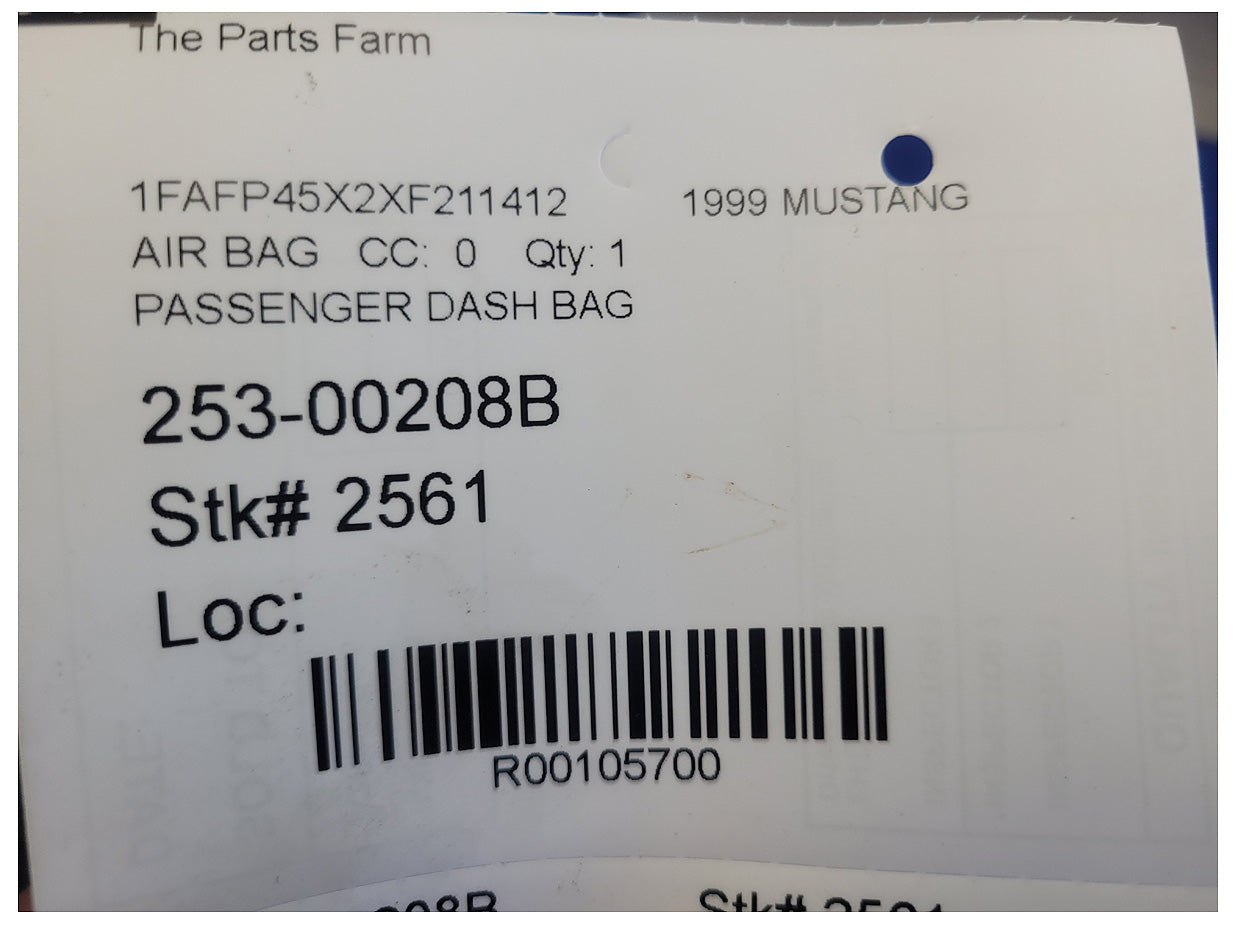 The Parts Farm
1FAFP45X2XF211412 1999 MUSTANG
AIR BAG CC: 0 Qty: 1
PASSENGER DASH BAG
253-00208B
Stk# 2561
Loc:
R00105700
Stk#